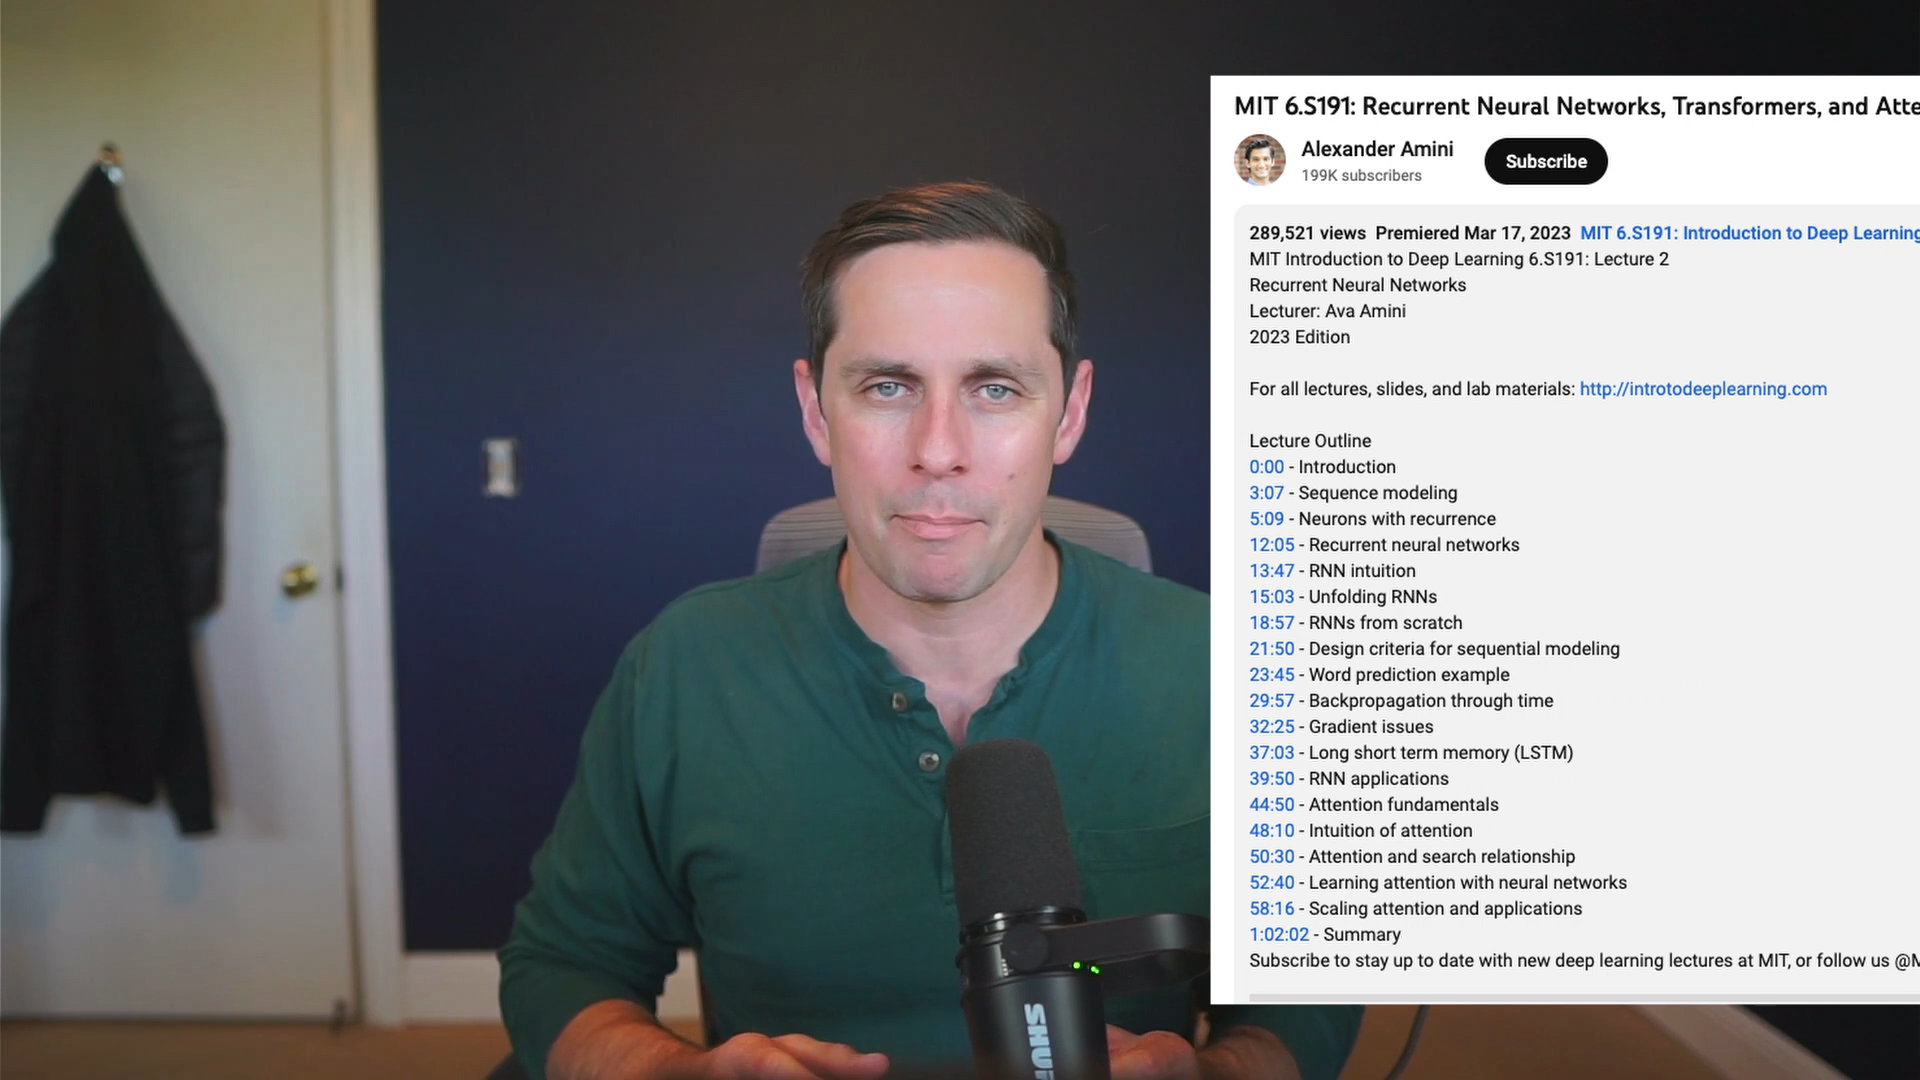 MIT 6.S191: Recurrent Neural Networks, Transformers, and Atte
Alexander Amini
199K subscribers
Subscribe
289,521 views Premiered Mar 17, 2023 MIT 6.S191: Introduction to Deep Learning
MIT Introduction to Deep Learning 6.S191: Lecture 2
Recurrent Neural Networks
Lecturer: Ava Amini
2023 Edition
For all lectures, slides, and lab materials: http://introtodeeplearning.com
Lecture Outline
0:00 - Introduction
3:07 - Sequence modeling
5:09 - Neurons with recurrence
12:05 - Recurrent neural networks
13:47 - RNN intuition
15:03 - Unfolding RNNs
18:57 - RNNs from scratch
21:50 - Design criteria for sequential modeling
23:45 - Word prediction example
29:57 - Backpropagation through time
32:25 - Gradient issues
37:03 - Long short term memory (LSTM)
39:50 - RNN applications
44:50 - Attention fundamentals
48:10 - Intuition of attention
50:30 - Attention and search relationship
52:40 - Learning attention with neural networks
58:16 - Scaling attention and applications
1:02:02 - Summary
Subscribe to stay up to date with new deep learning lectures at MIT, or follow us @M
SHUR